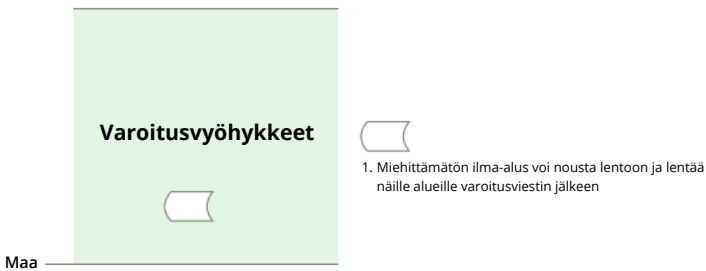 Varoitusvyöhykkeet
1. Miehittämätön ilma-alus voi nousta lentoon ja lentää
näille alueille varoitusviestin jälkeen
Maa